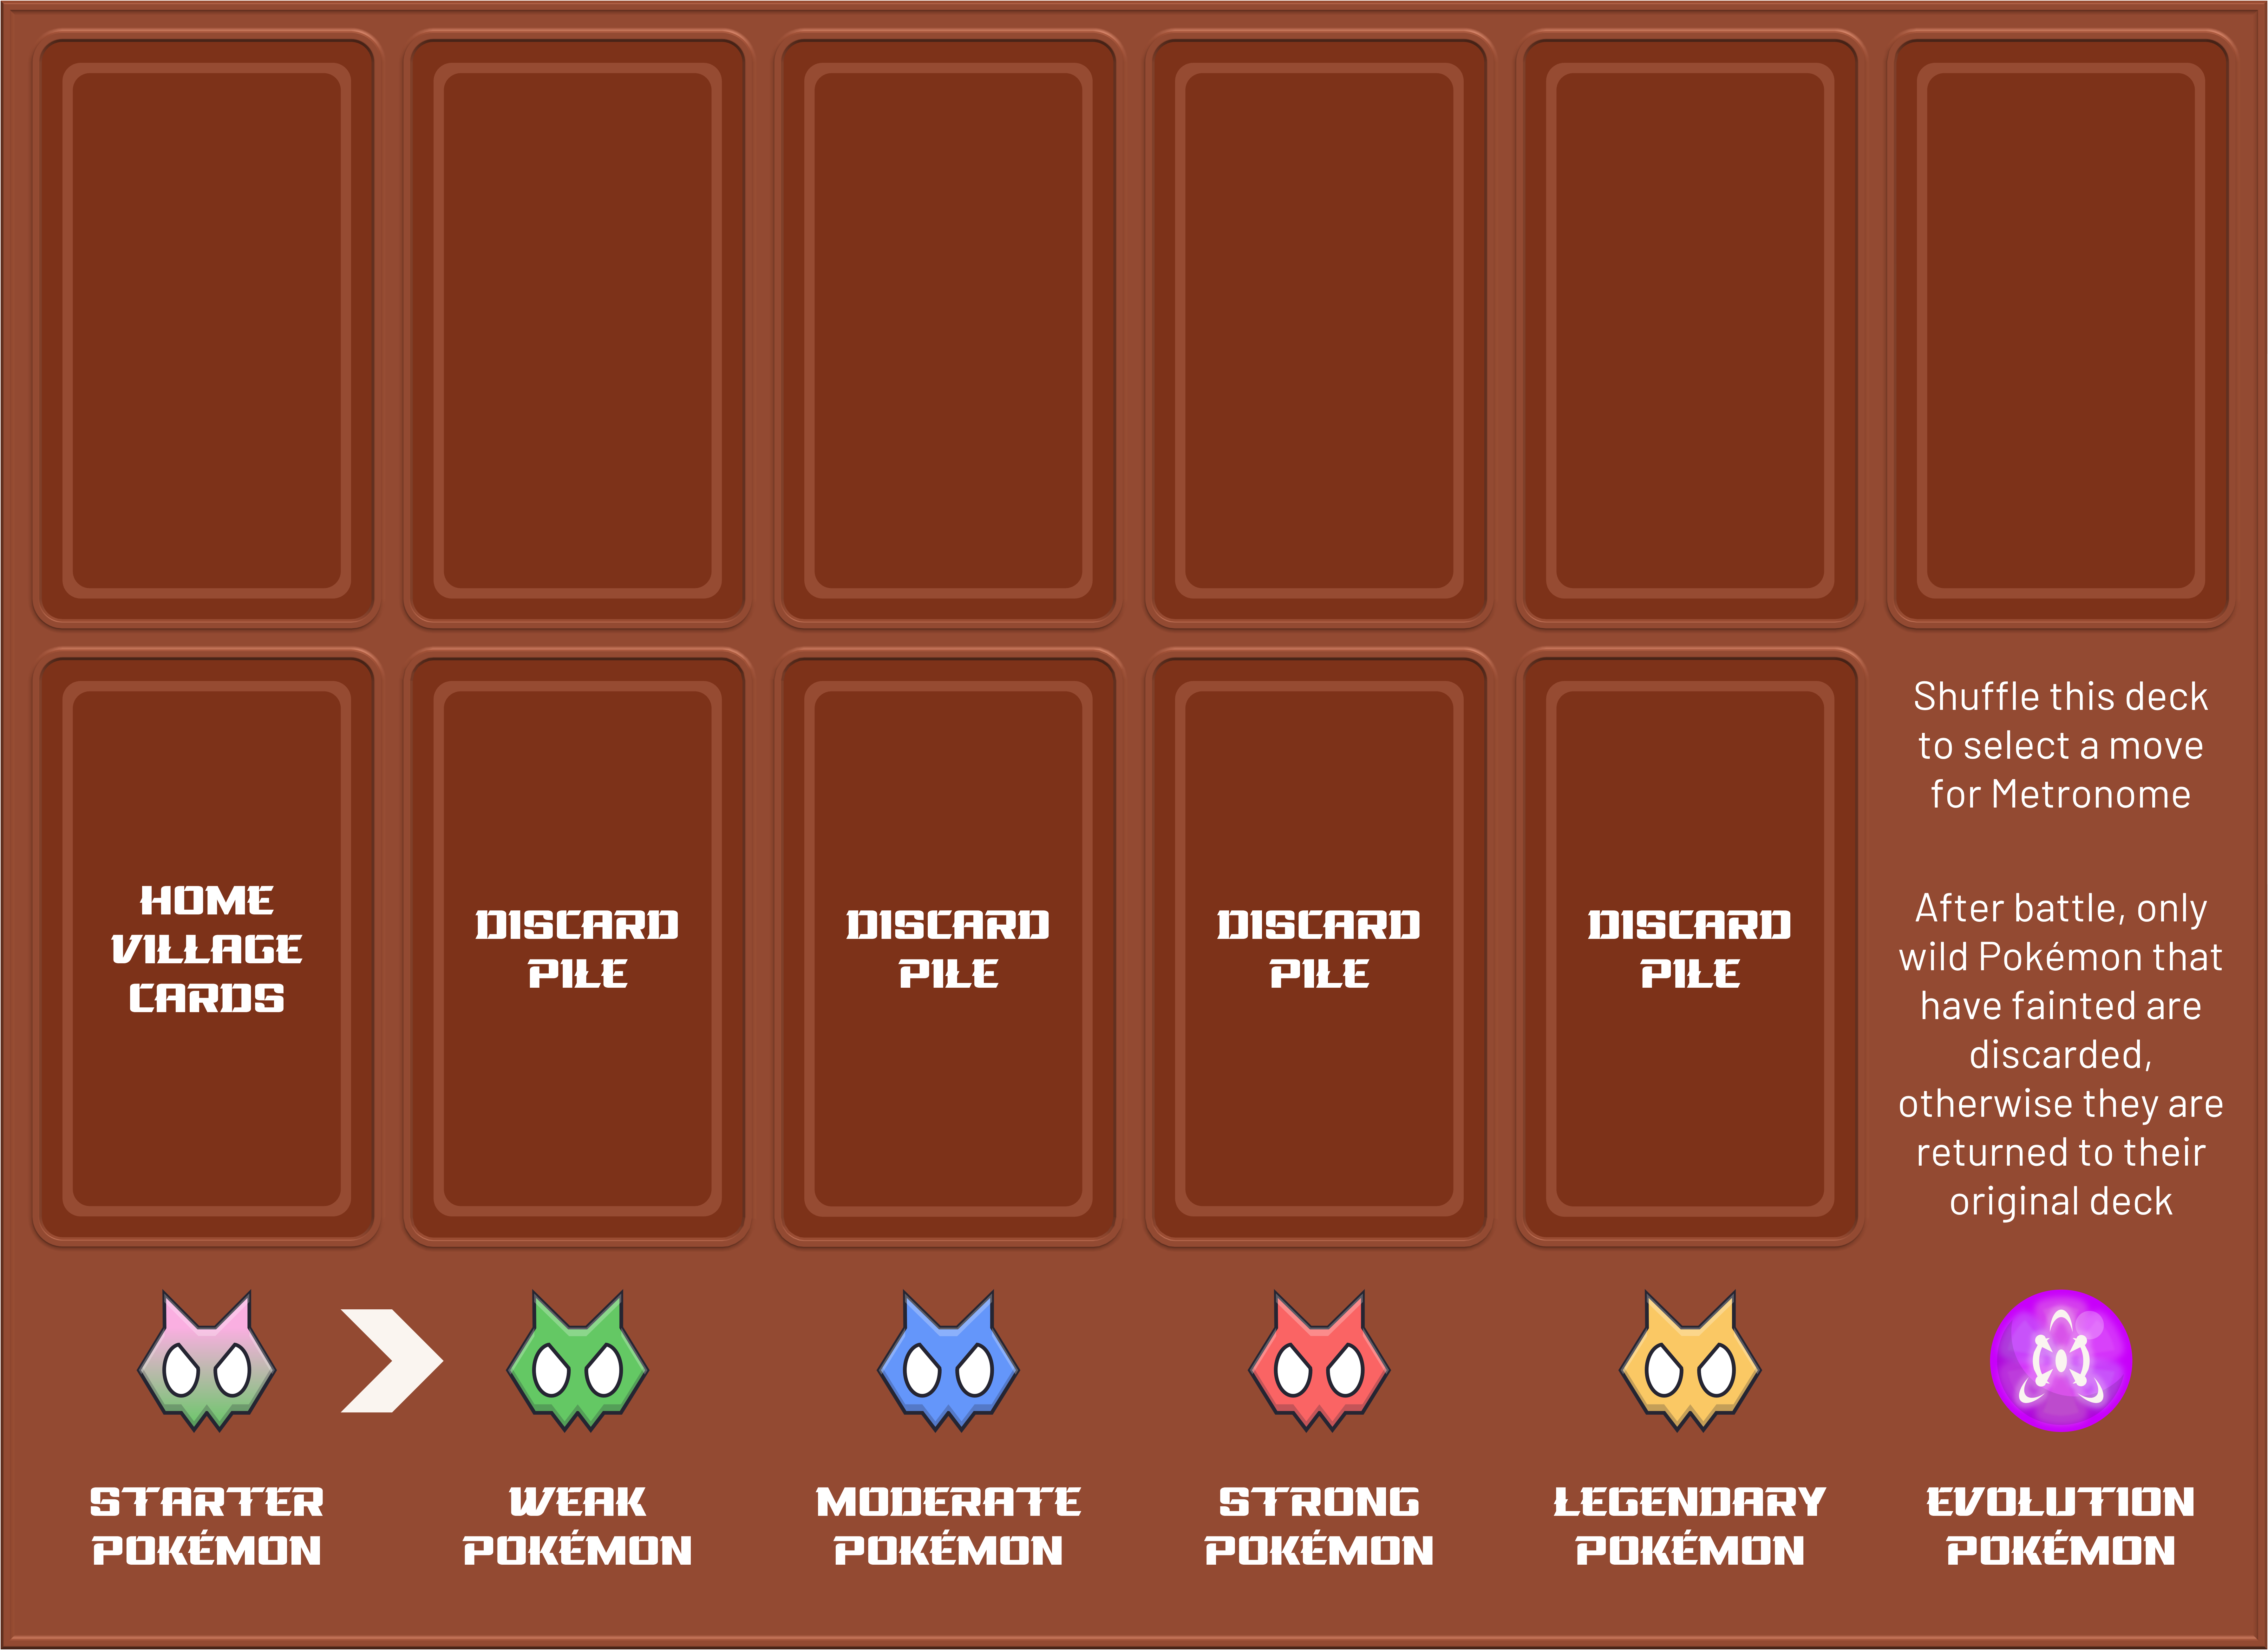 Shuffle this deck
to select a move
for Metronome
HOME
VILLAGE
CARDS
DISCARD
PILE
DISCARD
PILE
DISCARD
PILE
DISCARD
PILE
After battle, only
wild Pokémon that
have fainted are
discarded,
otherwise they are
returned to their
original deck
STARTER
POKÉMON
WEAK
POKÉMON
MODERATE
POKÉMON
STRONG
POKÉMON
LEGENDARY
POKÉMON
EVOLUTION
POKÉMON